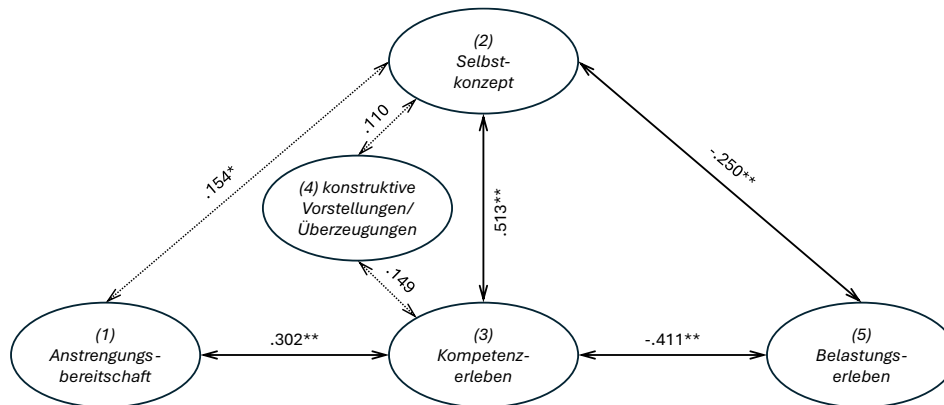 (2)
Selbst-
konzept
.110
.154*
-.250**
(4) konstruktive
Vorstellungen/
Überzeugungen
.513**
.149
(1)
Anstrengungs-
bereitschaft
.302**
(3)
Kompetenz-
erleben
-.411**
(5)
Belastungs-
erleben